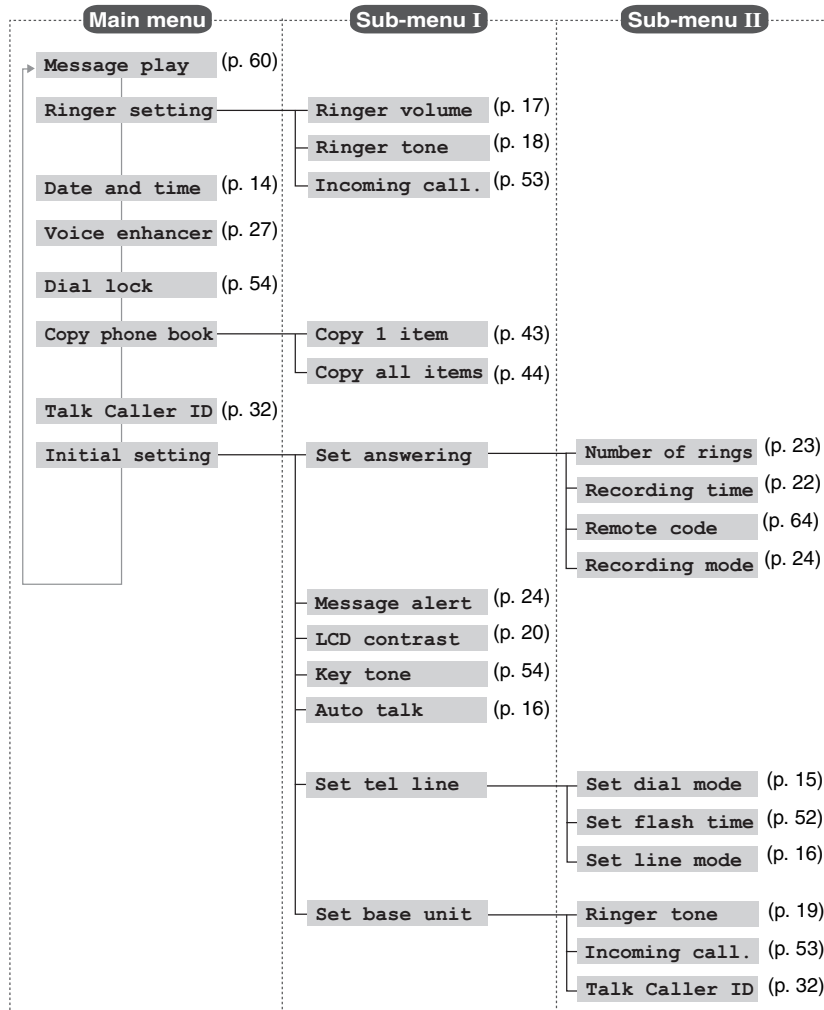 Main menu Sub-menu I Sub-menu II
Message play (p. 60)
Ringer setting Ringer volume (p. 17)
Ringer tone (p. 18)
Date and time (p. 14) Incoming call. (p. 53)
Voice enhancer (p. 27)
Dial lock (p. 54)
Copy phone book Copy 1 item (p. 43)
Copy all items (p. 44)
Talk Caller ID (p. 32)
Initial setting Set answering Number of rings (p. 23)
Recording time (p. 22)
Remote code (p. 64)
Recording mode (p. 24)
Message alert (p. 24)
LCD contrast (p. 20)
Key tone (p. 54)
Auto talk (p. 16)
Set tel line Set dial mode (p. 15)
Set flash time (p. 52)
Set line mode (p. 16)
Set base unit Ringer tone (p. 19)
Incoming call. (p. 53)
Talk Caller ID (p. 32)